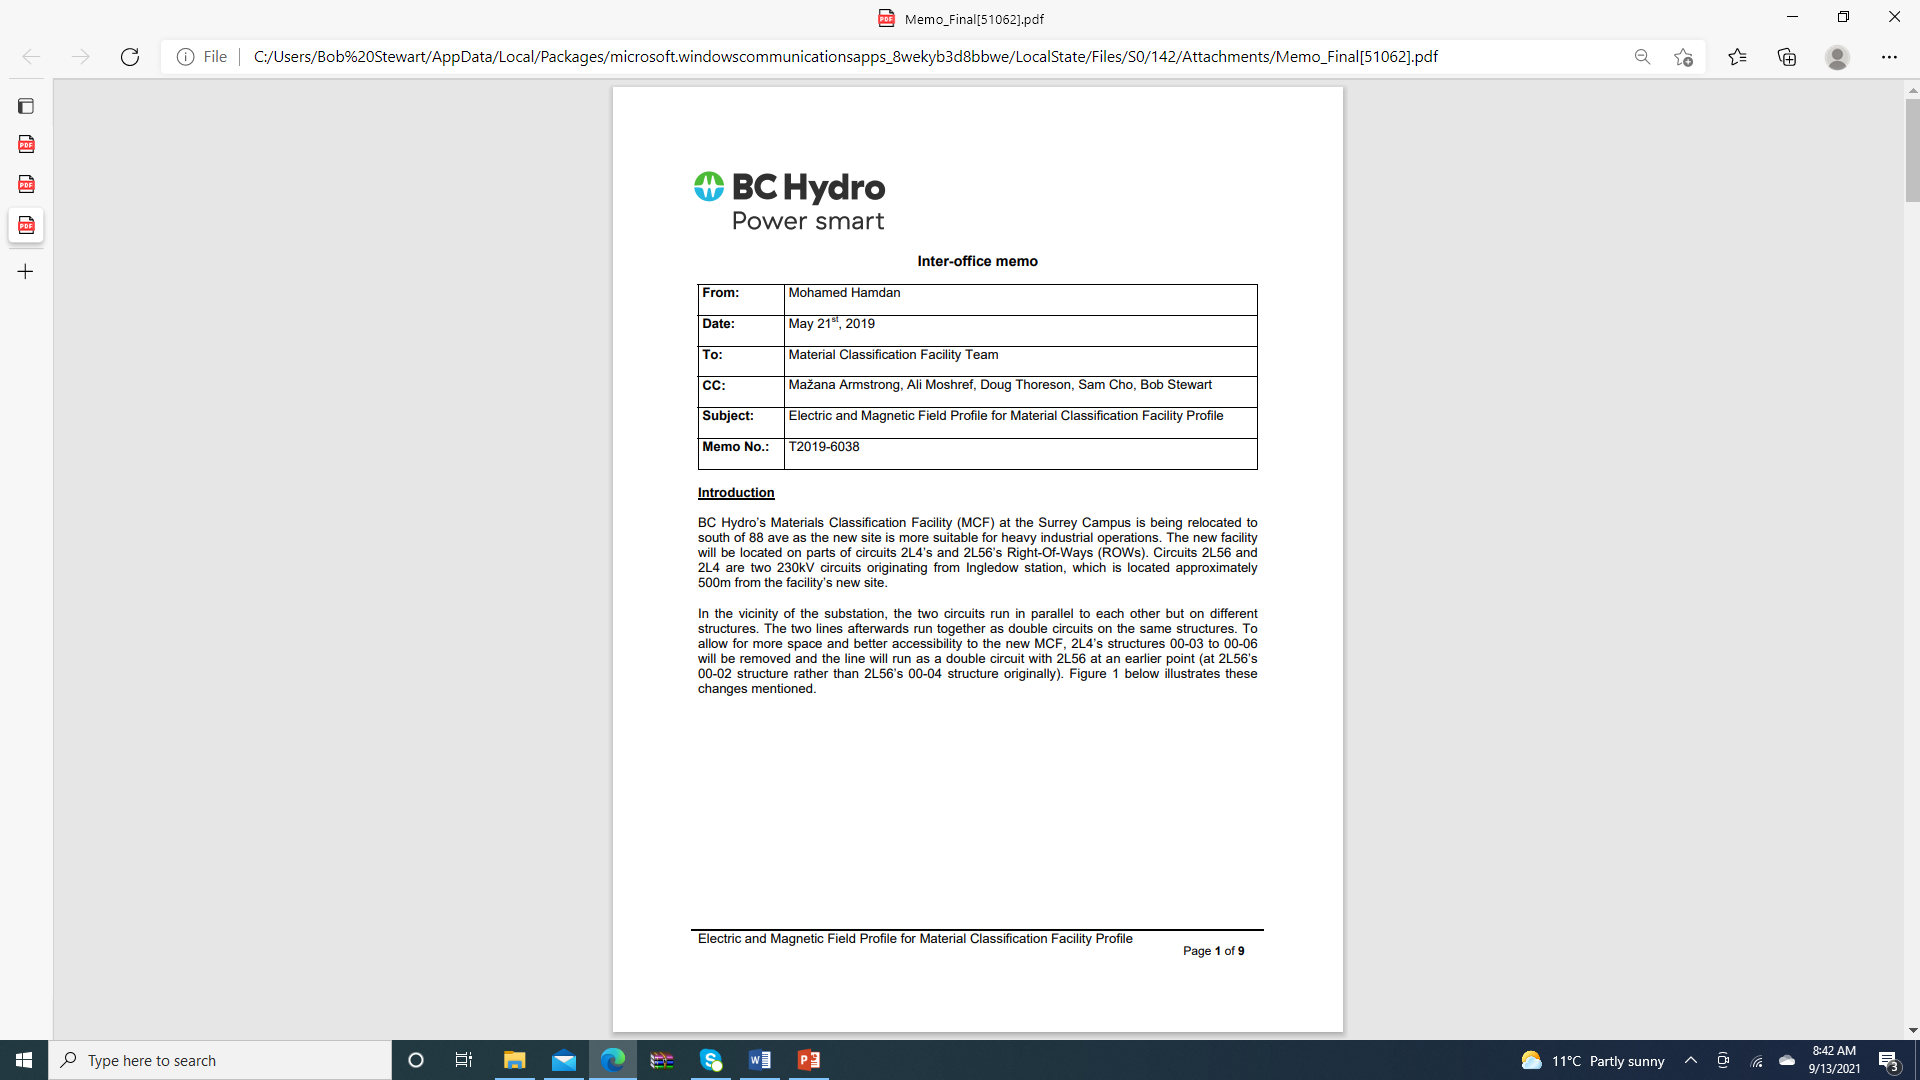 Memo_Final[51062].pdf
File
C:/Users/Bob%20Stewart/AppData/Local/Packages/microsoft.windowscommunicationsapps_8wekyb3d8bbwe/LocalState/Files/S0/142/Attachments/Memo_Final[51062].pdf
BC Hydro
Power smart
Inter-office memo
From: Mohamed Hamdan
Date: May 21st, 2019
To: Material Classification Facility Team
CC: Mažana Armstrong, Ali Moshref, Doug Thoreson, Sam Cho, Bob Stewart
Subject: Electric and Magnetic Field Profile for Material Classification Facility Profile
Memo No.: T2019-6038
Introduction
BC Hydro's Materials Classification Facility (MCF) at the Surrey Campus is being relocated to
south of 88 ave as the new site is more suitable for heavy industrial operations. The new facility
will be located on parts of circuits 2L4's and 2L56's Right-Of-Ways (ROWs). Circuits 2L56 and
2L4 are two 230kV circuits originating from Ingledow station, which is located approximately
500m from the facility's new site.
In the vicinity of the substation, the two circuits run in parallel to each other but on different
structures. The two lines afterwards run together as double circuits on the same structures. To
allow for more space and better accessibility to the new MCF, 2L4's structures 00-03 to 00-06
will be removed and the line will run as a double circuit with 2L56 at an earlier point (at 2L56's
00-02 structure rather than 2L56's 00-04 structure originally). Figure 1 below illustrates these
changes mentioned.
Electric and Magnetic Field Profile for Material Classification Facility Profile
Page 1 of 9
Type here to search
11°C Partly sunny
8:42 AM
9/13/2021
3